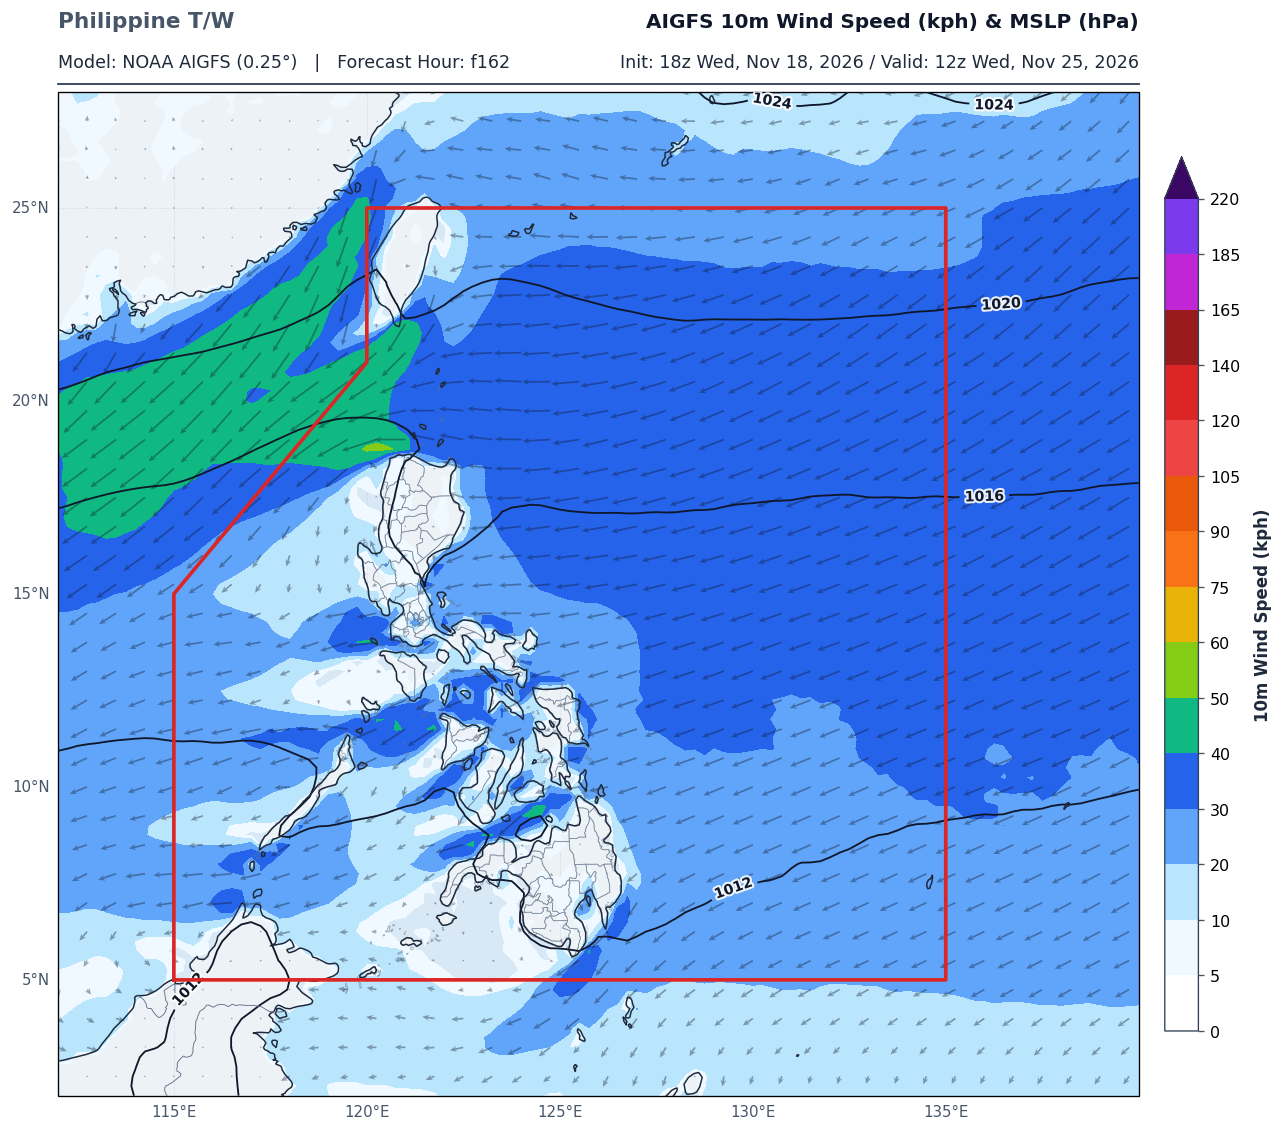 Philippine T/W
AIGFS 10m Wind Speed (kph) & MSLP (hPa)
Model: NOAA AIGFS (0.25°) | Forecast Hour: f162
Init: 18z Wed, Nov 18, 2026 / Valid: 12z Wed, Nov 25, 2026
1024
1024
1020
1016
1012
1012
25°N
20°N
15°N
10°N
5°N
115°E
120°E
125°E
130°E
135°E
220
185
165
140
120
105
90
75
60
50
40
30
20
10
5
0
10m Wind Speed (kph)